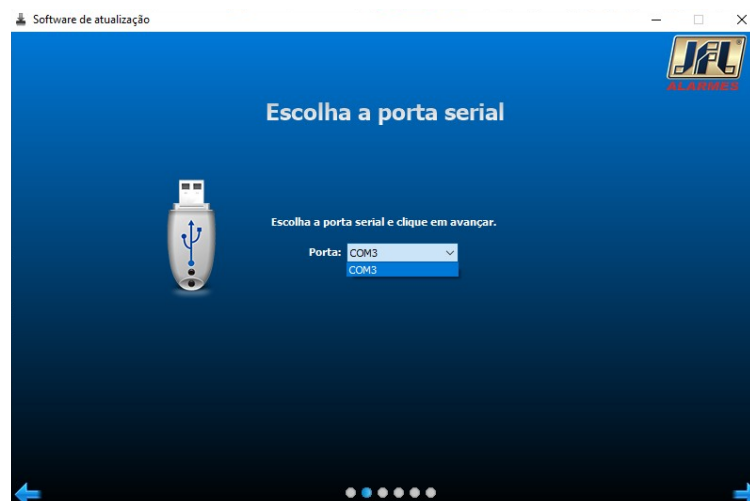 Software de atualização
JFL
ALARMES
Escolha a porta serial
Escolha a porta serial e clique em avançar.
Porta: COM3
COM3